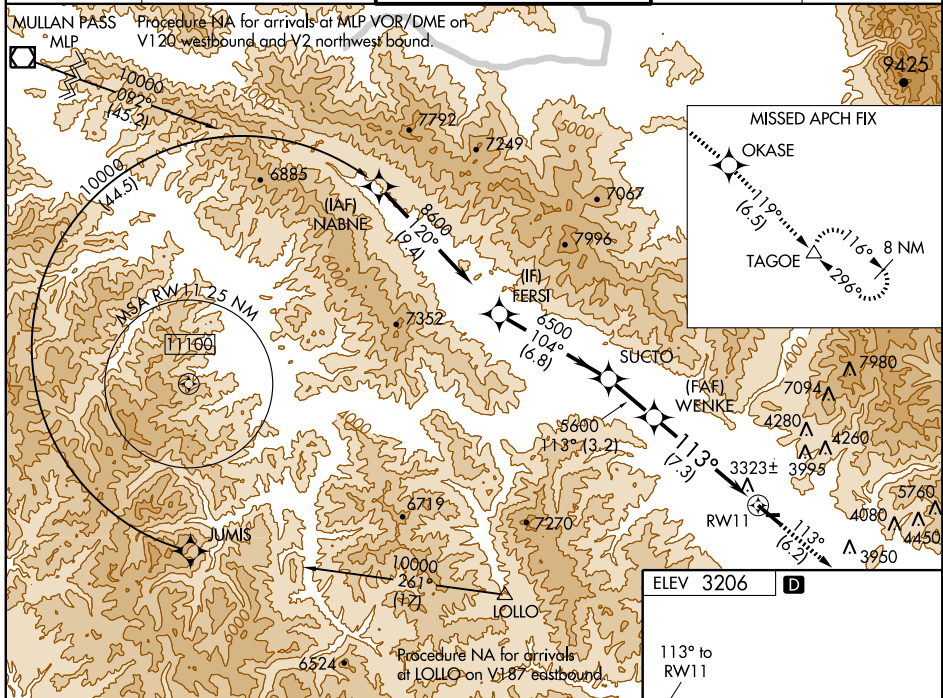 MULLAN PASS
MLP
Procedure NA for arrivals at MLP VOR/DME on
V120 westbound and V2 northwest bound.
10000
092°
(45.2)
4000
5000
9425
7792
7249
MISSED APCH FIX
OKASE
119°
(6.5)
TAGOE
116°
8 NM
296°
10000
(44.5)
6885
(IAF)
NABNE
8600
120°
(9.4)
7067
7996
(IF)
FERSI
MSA RW11 25 NM
11100
7352
6500
104°
(6.8)
SUCTO
(FAF)
WENKE
4000
7980
7094
4280
4260
3995
5600
113° (3.2)
4000
113°
(7.3)
3323±
RW11
113°
(6.2)
5760
4080
4450
3950
6719
7270
JUMIS
10000
261°
(17)
LOLLO
ELEV 3206
D
6524
Procedure NA for arrivals
at LOLLO on V187 eastbound.
113° to
RW11